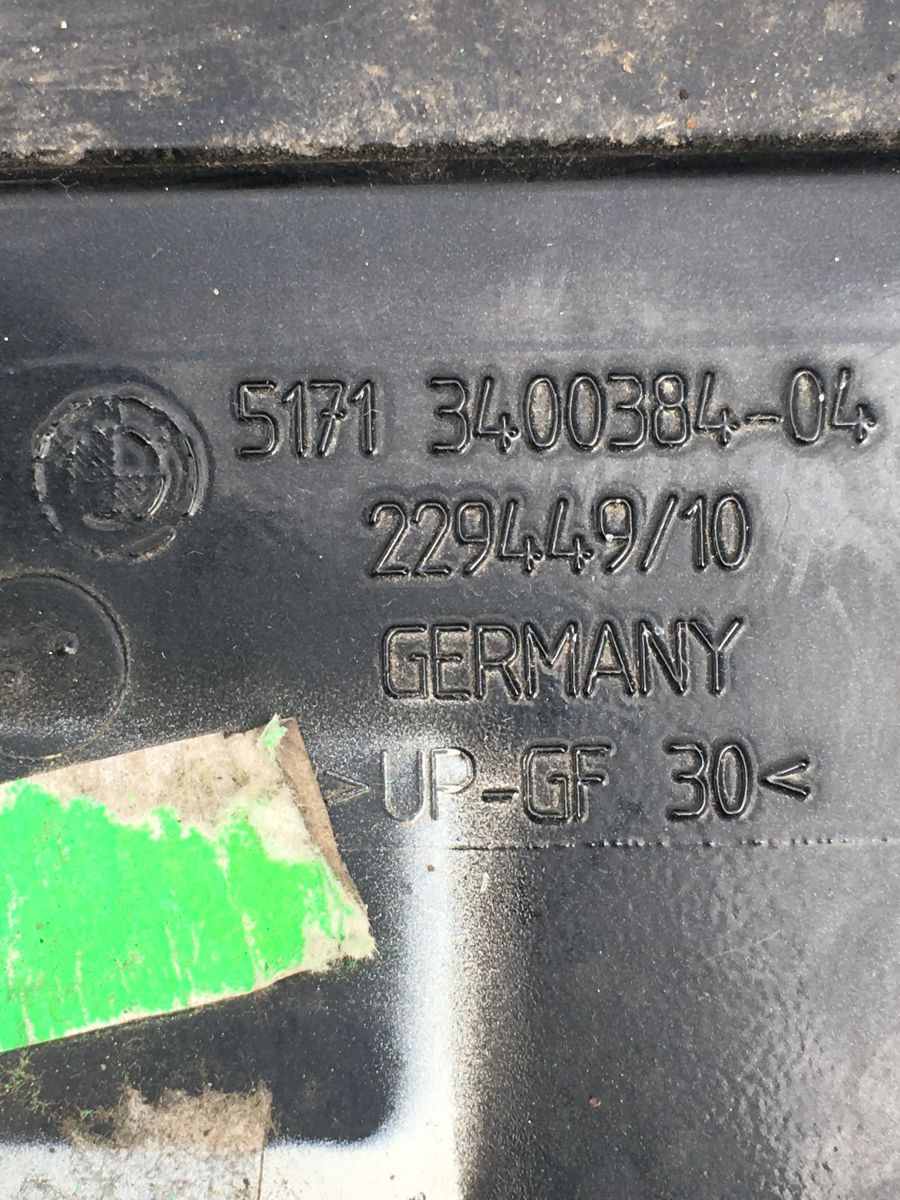 5171 3400384-04
229449/10
GERMANY
>UP-GF 30<